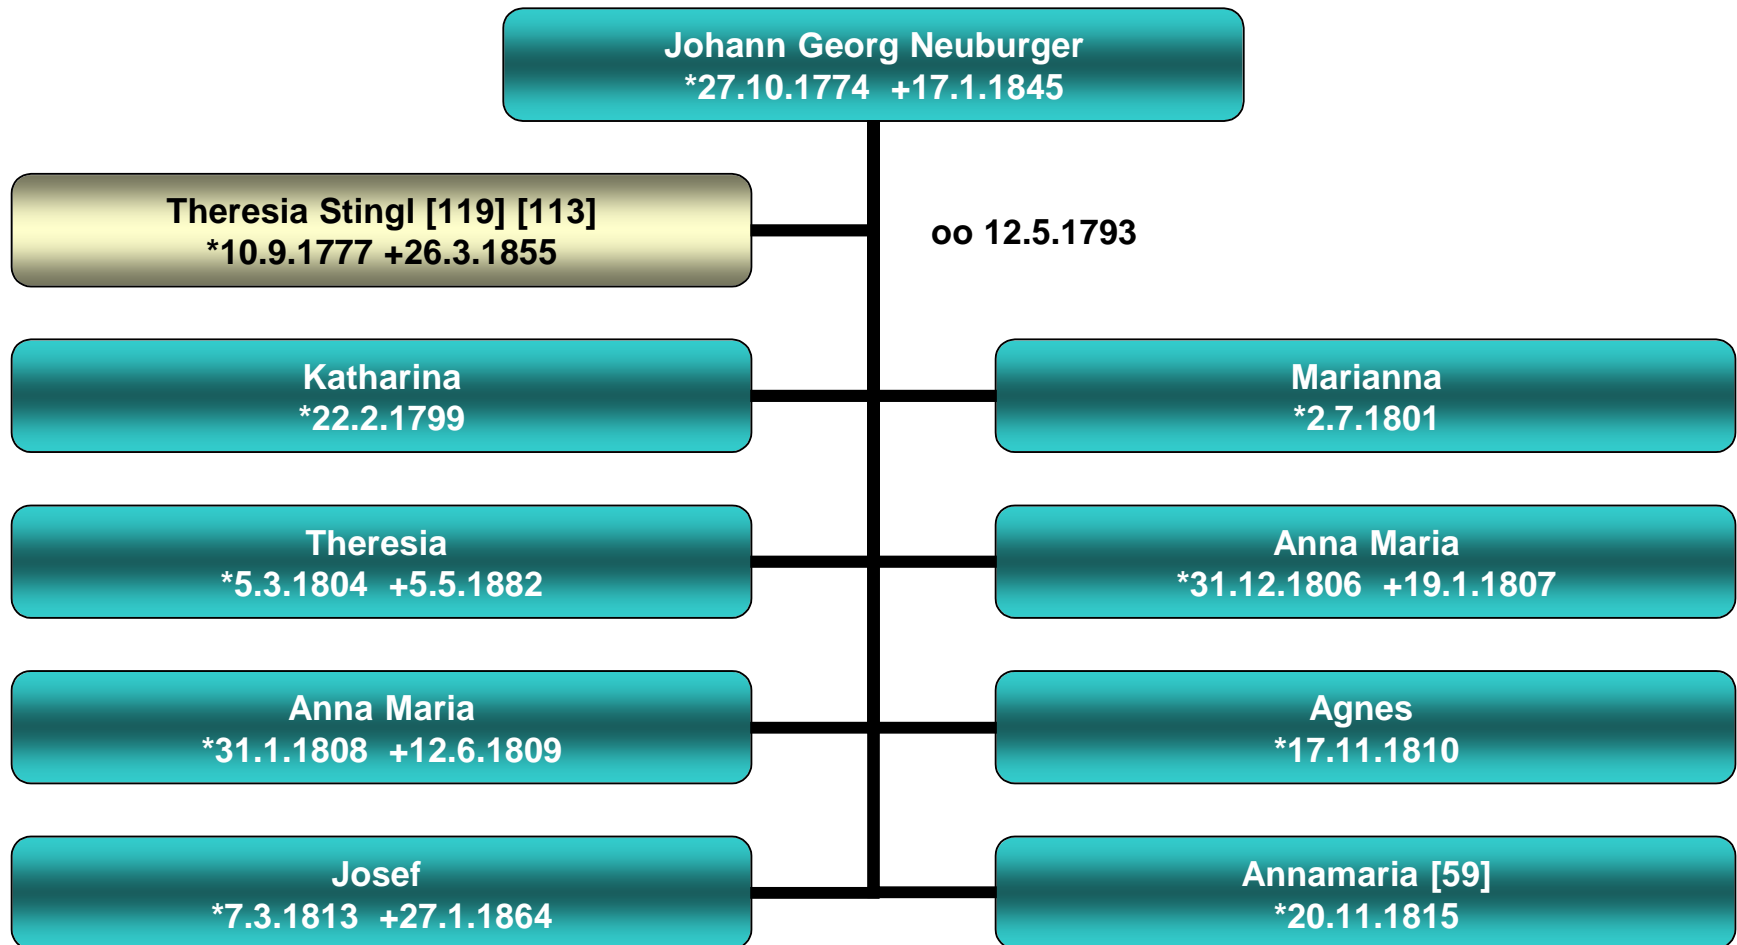 Johann Georg Neuburger
*27.10.1774  +17.1.1845
Theresia Stingl [119] [113]
*10.9.1777 +26.3.1855
oo 12.5.1793
Katharina
*22.2.1799
Marianna
*2.7.1801
Theresia
*5.3.1804  +5.5.1882
Anna Maria
*31.12.1806  +19.1.1807
Anna Maria
*31.1.1808  +12.6.1809
Agnes
*17.11.1810
Josef
*7.3.1813  +27.1.1864
Annamaria [59]
*20.11.1815